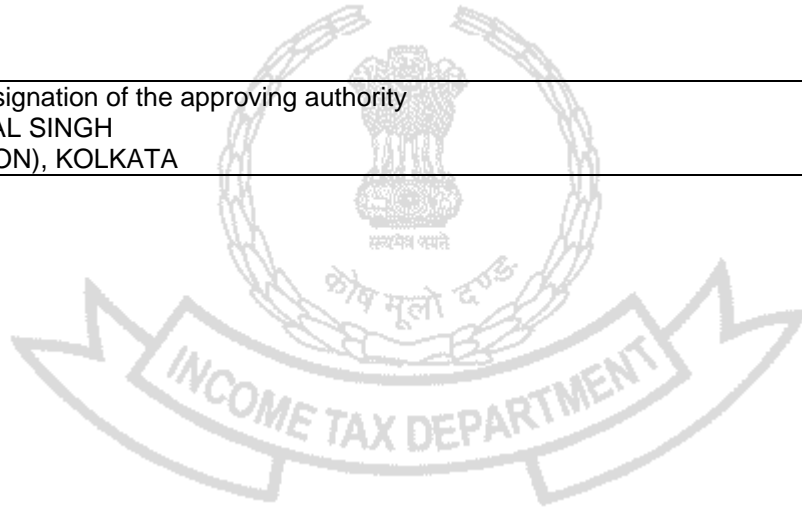 signation of the approving authority
AL SINGH
ON), KOLKATA
सत्यमेव जयते
कोष मूलो दण्डः
INCOME TAX DEPARTMENT